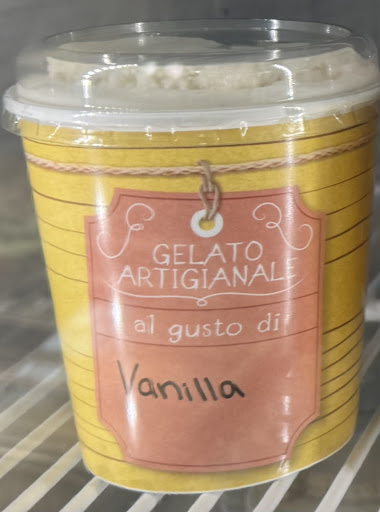 GELATO
ARTIGIANALE
al gusto di
Vanilla